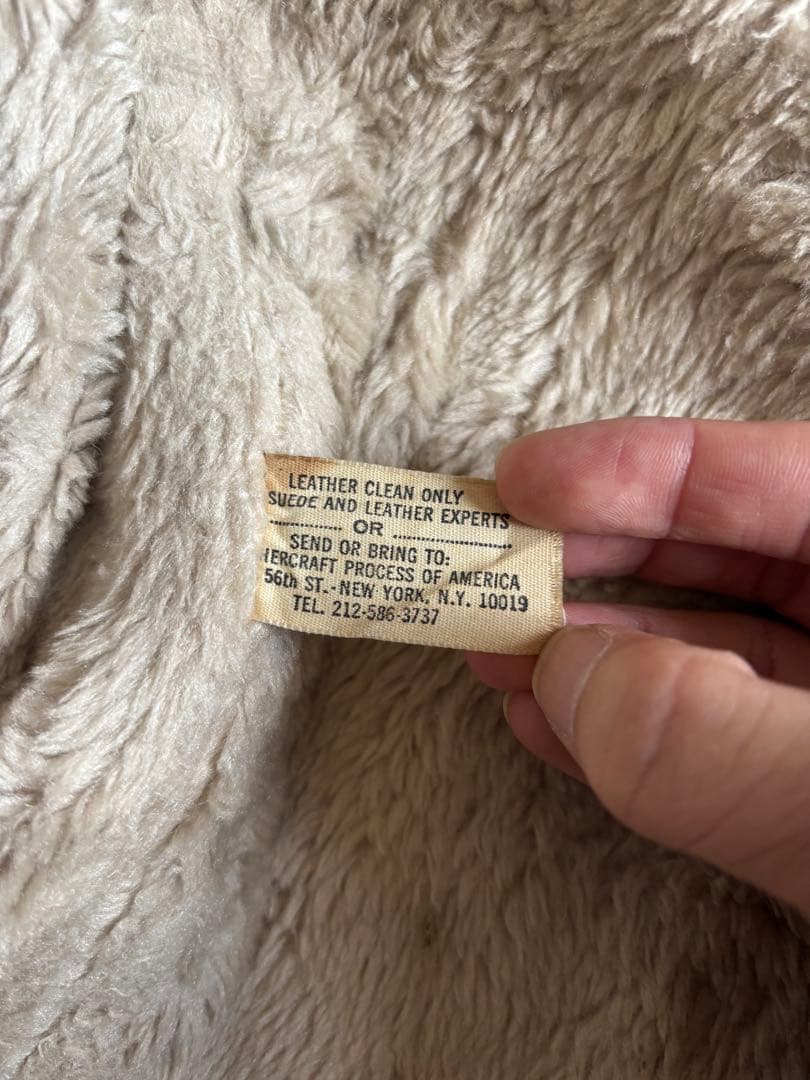 LEATHER CLEAN ONLY
SUEDE AND LEATHER EXPERTS
OR
SEND OR BRING TO:
HERCRAFT PROCESS OF AMERICA
56th ST.-NEW YORK, N.Y. 10019
TEL. 212-586-3737